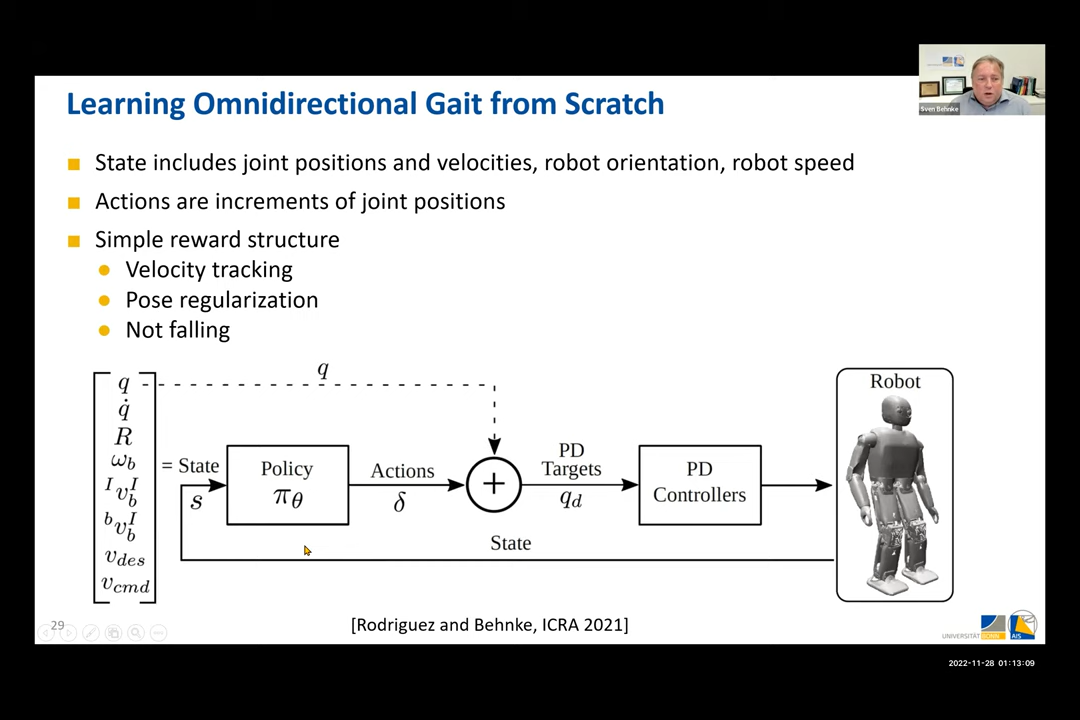 Learning Omnidirectional Gait from Scratch
Sven Behnke
■ State includes joint positions and velocities, robot orientation, robot speed
■ Actions are increments of joint positions
■ Simple reward structure
● Velocity tracking
● Pose regularization
● Not falling
q
q
q̇
R
ω_b
^I v_b^I
^b v_b^I
v_des
v_cmd
= State
s
Policy
π_θ
Actions
δ
+
PD
Targets
q_d
PD
Controllers
Robot
State
29
[Rodriguez and Behnke, ICRA 2021]
UNIVERSITÄT BONN AIS
2022-11-28 01:13:09